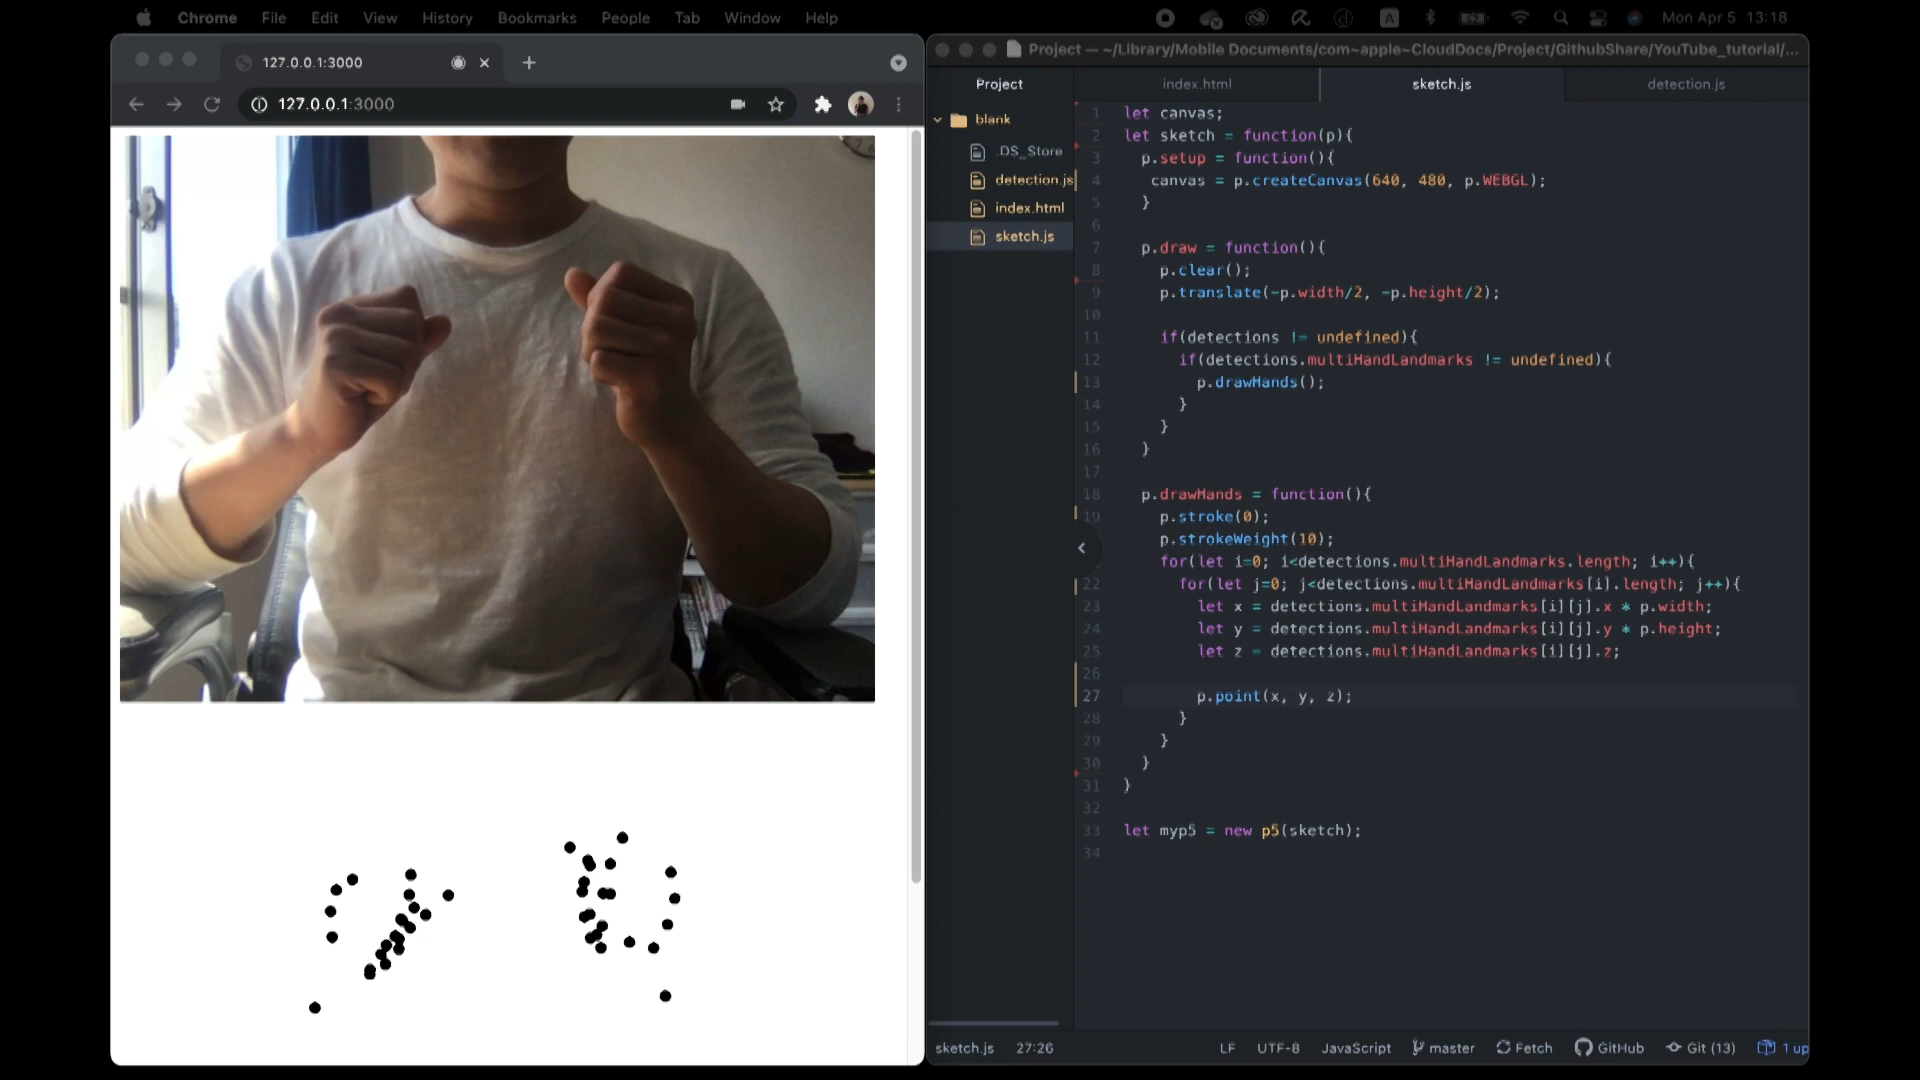 Chrome File Edit View History Bookmarks People Tab Window Help
A
Mon Apr 5 13:18
127.0.0.1:3000
127.0.0.1:3000
Project — ~/Library/Mobile Documents/com~apple~CloudDocs/Project/GithubShare/YouTube_tutorial/...
Project
blank
.DS_Store
detection.js
index.html
sketch.js
index.html
sketch.js
detection.js
1 let canvas;
2 let sketch = function(p){
3 p.setup = function(){
4 canvas = p.createCanvas(640, 480, p.WEBGL);
5 }
6
7 p.draw = function(){
8 p.clear();
9 p.translate(-p.width/2, -p.height/2);
10
11 if(detections != undefined){
12 if(detections.multiHandLandmarks != undefined){
13 p.drawHands();
14 }
15 }
16 }
17
18 p.drawHands = function(){
19 p.stroke(0);
p.strokeWeight(10);
for(let i=0; i<detections.multiHandLandmarks.length; i++){
22 for(let j=0; j<detections.multiHandLandmarks[i].length; j++){
23 let x = detections.multiHandLandmarks[i][j].x * p.width;
24 let y = detections.multiHandLandmarks[i][j].y * p.height;
25 let z = detections.multiHandLandmarks[i][j].z;
26
27 p.point(x, y, z);
28 }
29 }
30 }
31 }
32
33 let myp5 = new p5(sketch);
34
sketch.js 27:26
LF UTF-8 JavaScript master Fetch GitHub Git (13) 1 up